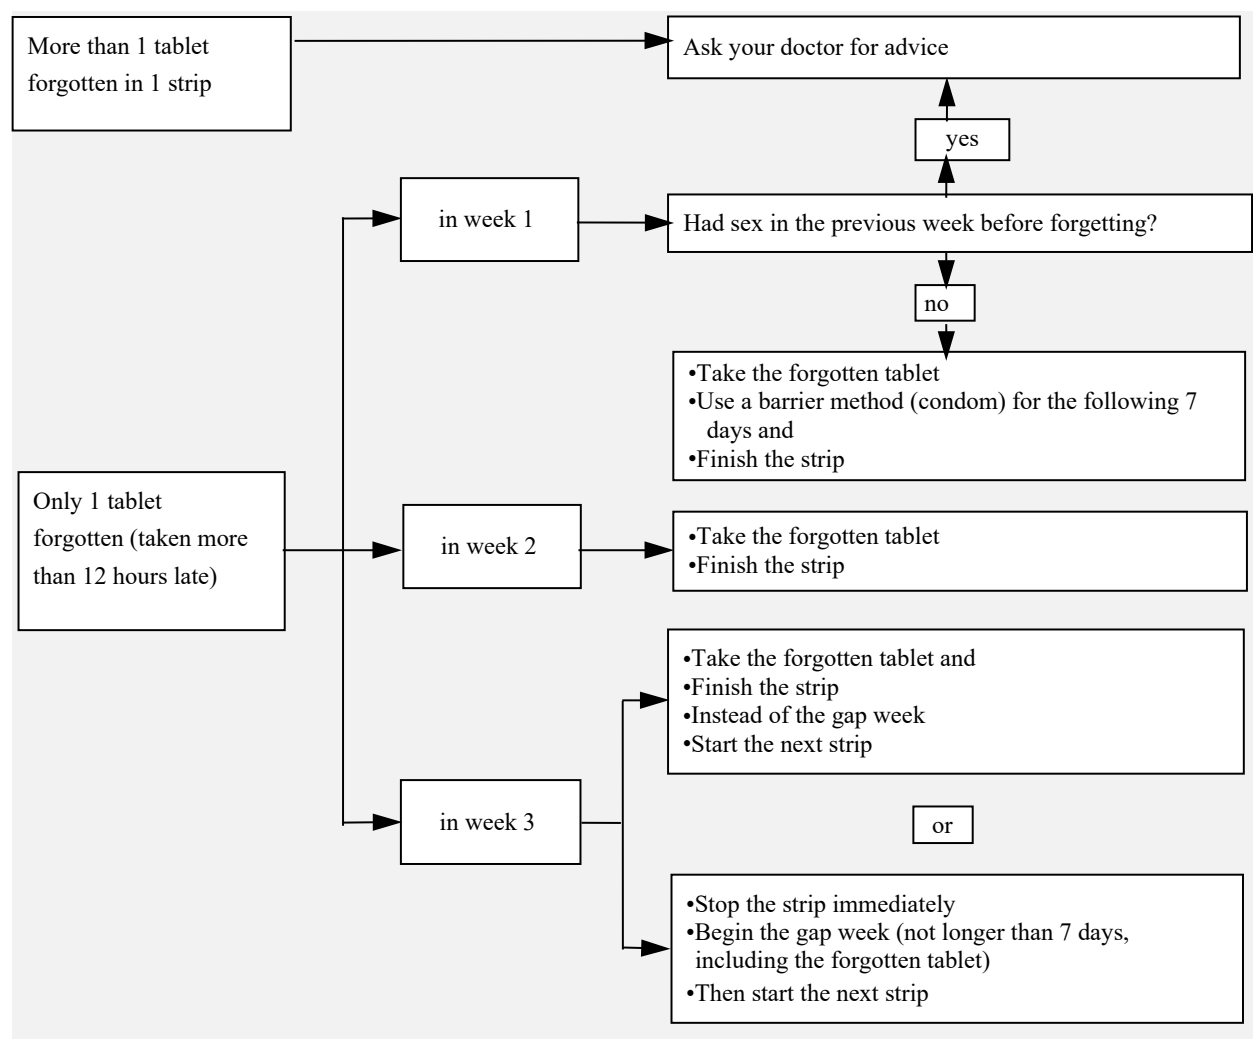 More than 1 tablet
forgotten in 1 strip
Ask your doctor for advice
yes
in week 1
Had sex in the previous week before forgetting?
no
•Take the forgotten tablet
•Use a barrier method (condom) for the following 7
days and
•Finish the strip
Only 1 tablet
forgotten (taken more
than 12 hours late)
in week 2
•Take the forgotten tablet
•Finish the strip
•Take the forgotten tablet and
•Finish the strip
•Instead of the gap week
•Start the next strip
in week 3
or
•Stop the strip immediately
•Begin the gap week (not longer than 7 days,
including the forgotten tablet)
•Then start the next strip